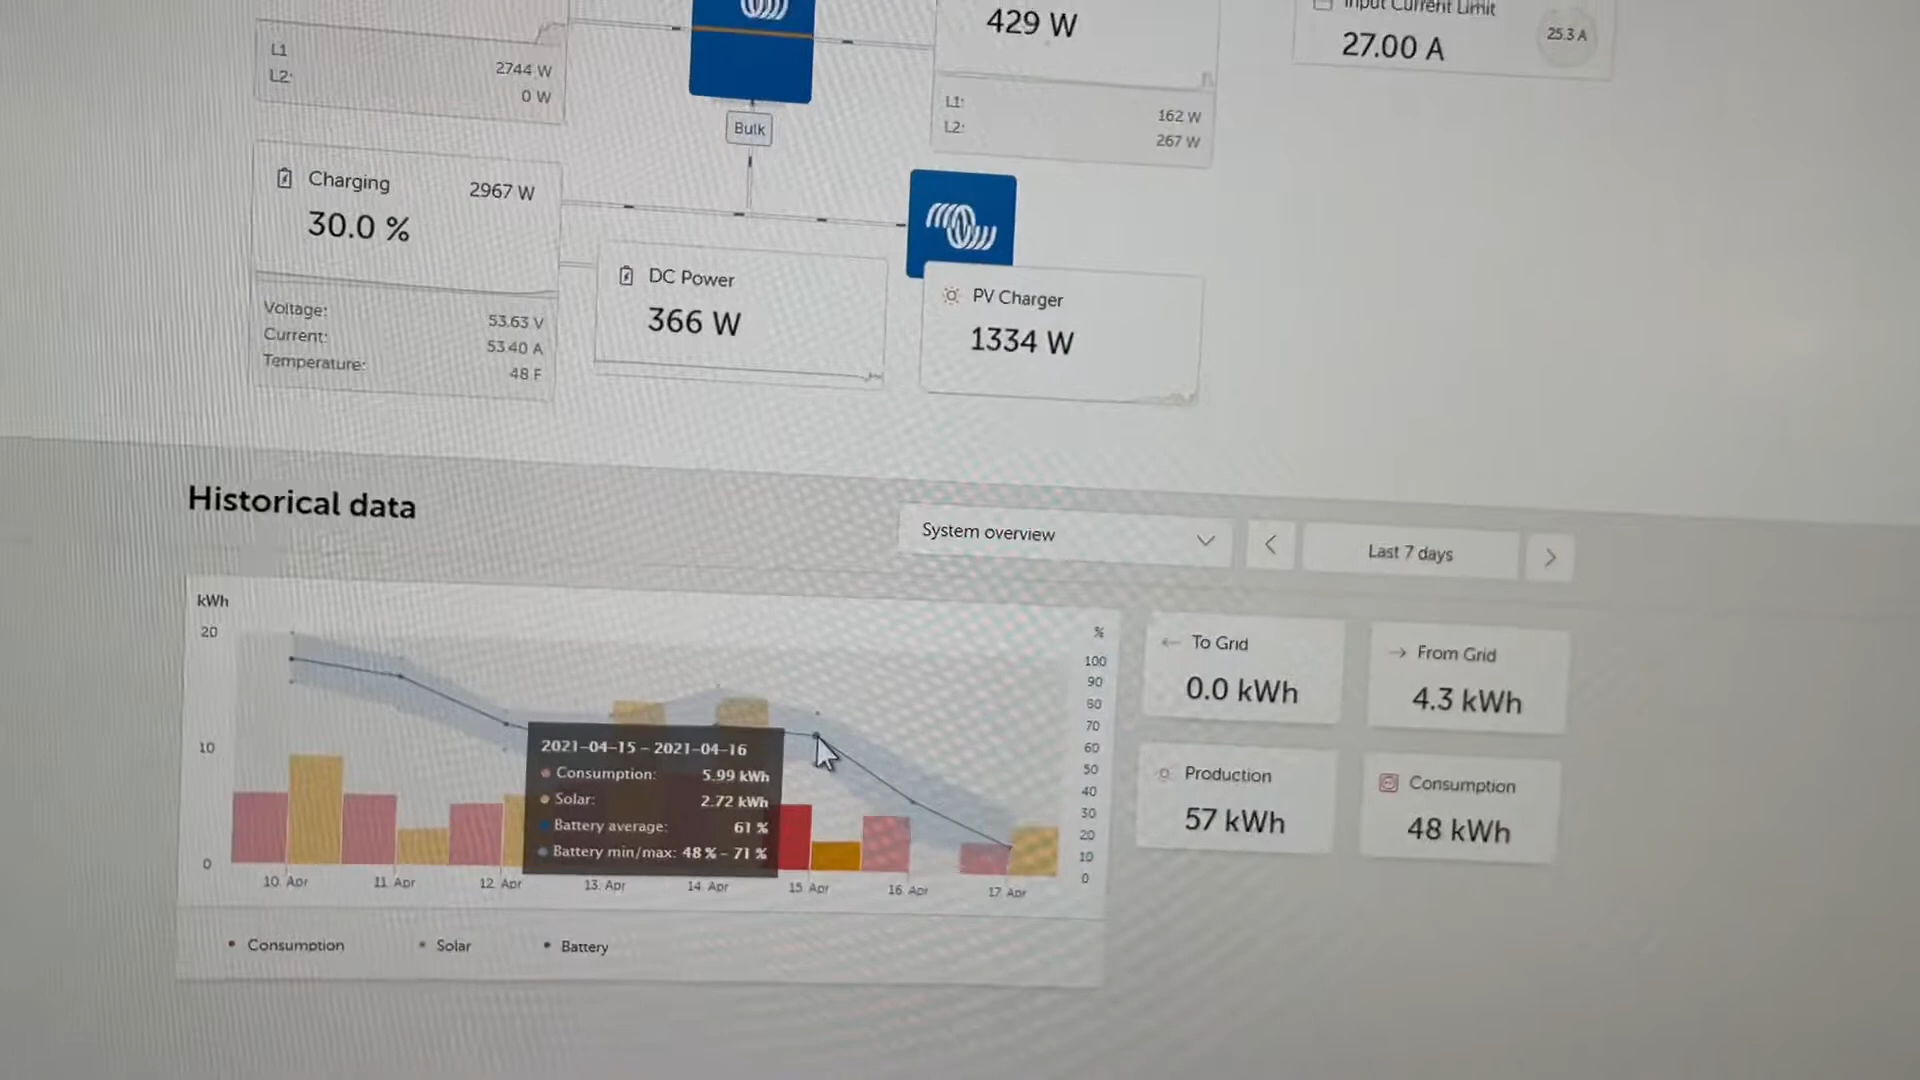 L1
2744 W
L2:
0 W
Bulk
429 W
L1:
162 W
L2:
267 W
Input Current Limit
27.00 A
25.3 A
Charging
2967 W
30.0 %
Voltage:
53.63 V
Current:
53.40 A
Temperature:
48 F
DC Power
366 W
PV Charger
1334 W
Historical data
System overview
Last 7 days
kWh
20
10
0
%
100
90
80
70
60
50
40
30
20
10
0
2021-04-15 - 2021-04-16
Consumption: 5.99 kWh
Solar: 2.72 kWh
Battery average: 61 %
Battery min/max: 48 % - 71 %
10. Apr
11. Apr
12. Apr
13. Apr
14. Apr
15. Apr
16. Apr
17. Apr
Consumption
Solar
Battery
To Grid
0.0 kWh
From Grid
4.3 kWh
Production
57 kWh
Consumption
48 kWh